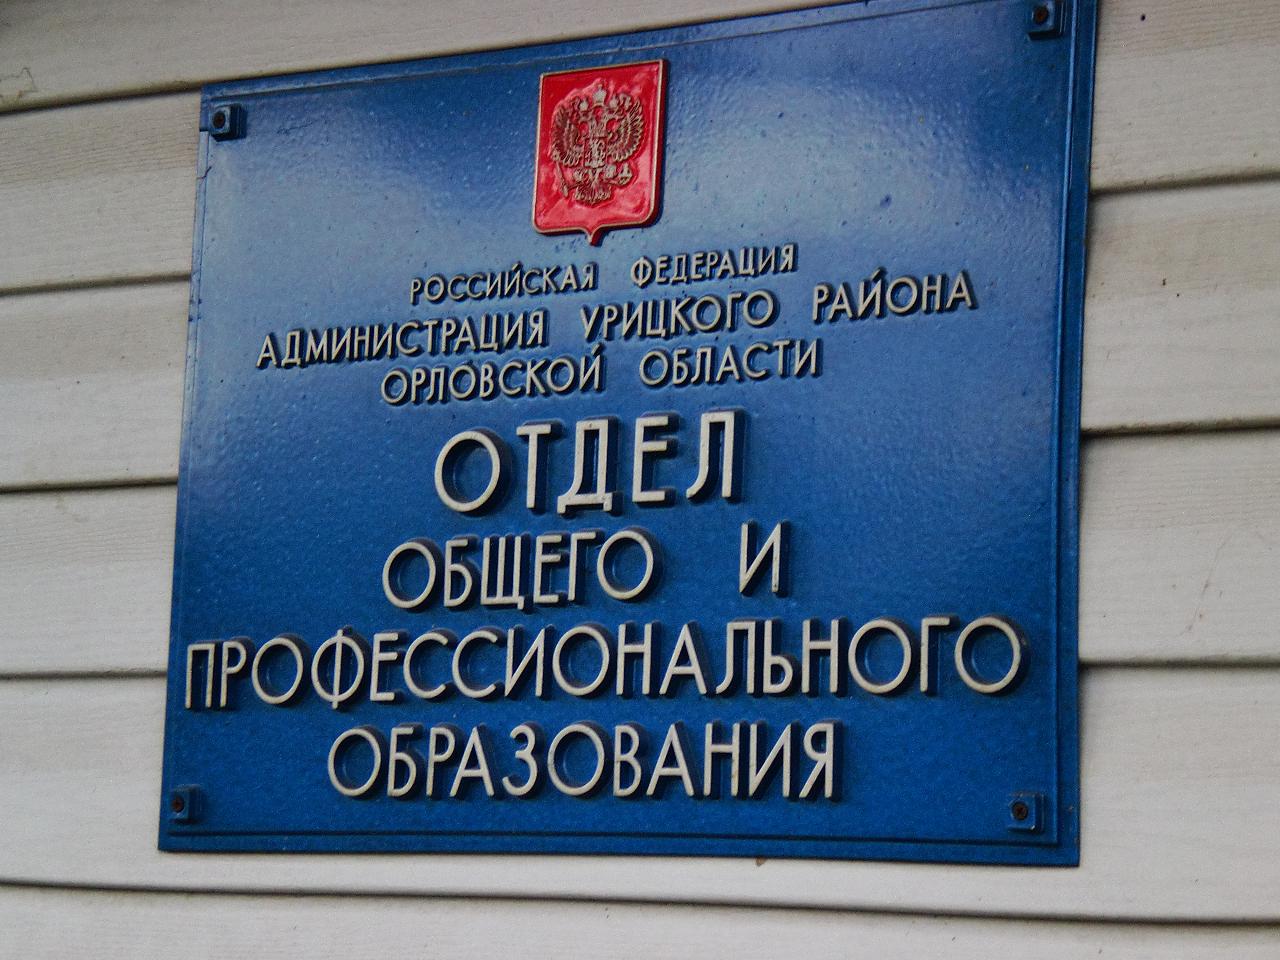 РОССИЙСКАЯ ФЕДЕРАЦИЯ
АДМИНИСТРАЦИЯ УРИЦКОГО РАЙОНА
ОРЛОВСКОЙ ОБЛАСТИ
ОТДЕЛ
ОБЩЕГО И
ПРОФЕССИОНАЛЬНОГО
ОБРАЗОВАНИЯ